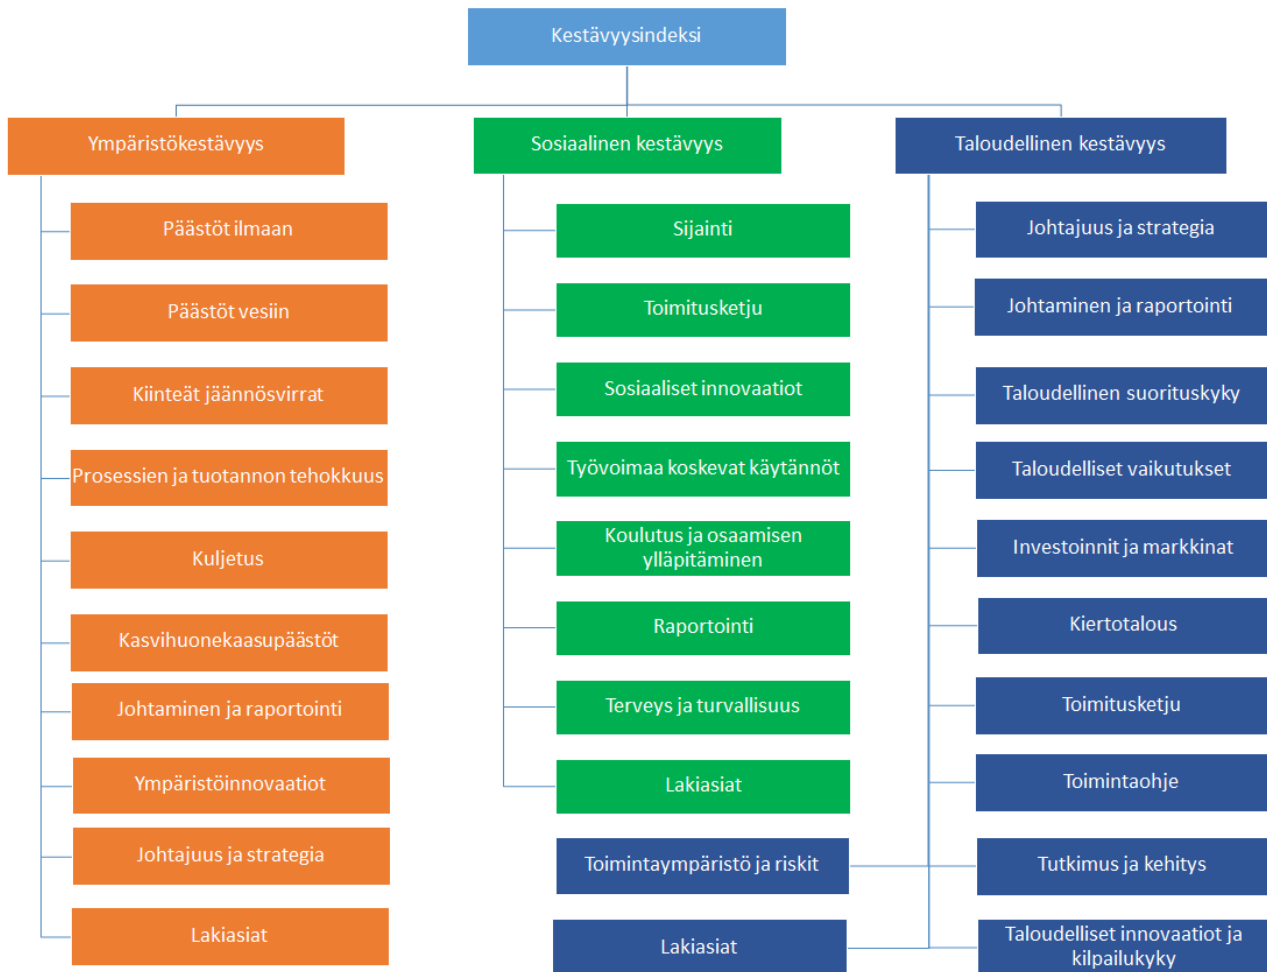 Kestävyysindeksi
Ympäristökestävyys
Päästöt ilmaan
Päästöt vesiin
Kiinteät jäännösvirrat
Prosessien ja tuotannon tehokkuus
Kuljetus
Kasvihuonekaasupäästöt
Johtaminen ja raportointi
Ympäristöinnovaatiot
Johtajuus ja strategia
Lakiasiat
Sosiaalinen kestävyys
Sijainti
Toimitusketju
Sosiaaliset innovaatiot
Työvoimaa koskevat käytännöt
Koulutus ja osaamisen
ylläpitäminen
Raportointi
Terveys ja turvallisuus
Lakiasiat
Taloudellinen kestävyys
Johtajuus ja strategia
Johtaminen ja raportointi
Taloudellinen suorituskyky
Taloudelliset vaikutukset
Investoinnit ja markkinat
Kiertotalous
Toimitusketju
Toimintaohje
Tutkimus ja kehitys
Taloudelliset innovaatiot ja
kilpailukyky
Toimintaympäristö ja riskit
Lakiasiat